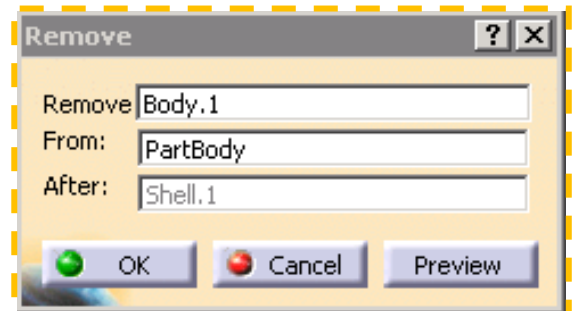 Remove ? X
Remove Body.1
From: PartBody
After: Shell.1
OK Cancel Preview